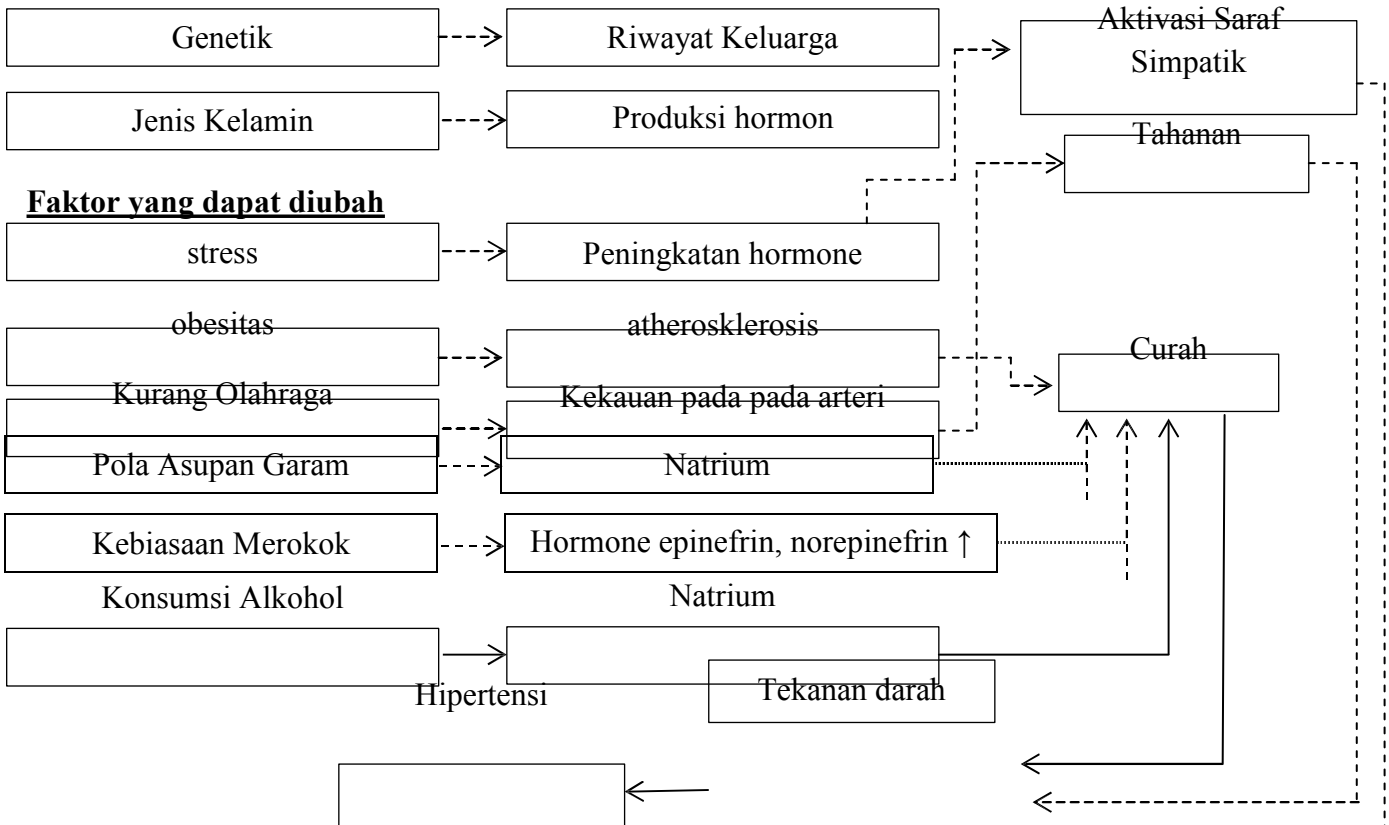 Genetik
Riwayat Keluarga
Aktivasi Saraf
Simpatik
Jenis Kelamin
Produksi hormon
Tahanan
Faktor yang dapat diubah
stress
Peningkatan hormone
obesitas
atherosklerosis
Curah
Kurang Olahraga
Kekauan pada pada arteri
Pola Asupan Garam
Natrium
Kebiasaan Merokok
Hormone epinefrin, norepinefrin ↑
Konsumsi Alkohol
Natrium
Hipertensi
Tekanan darah